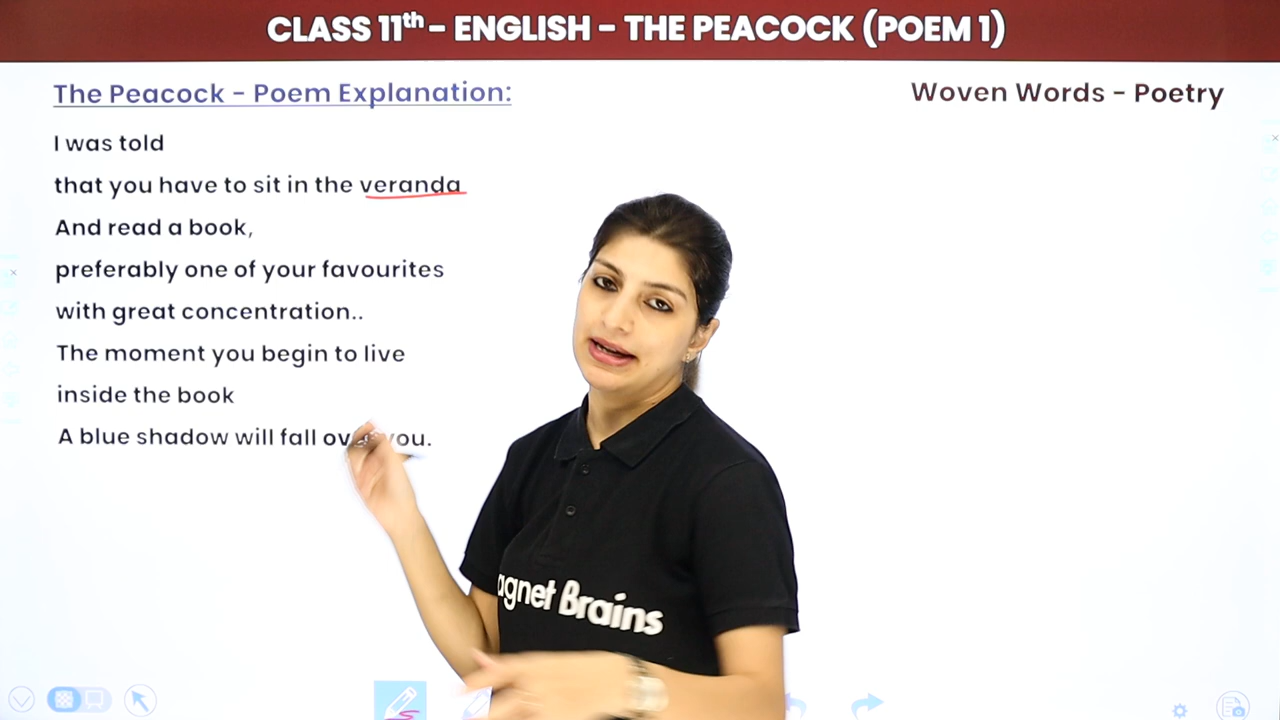 CLASS 11th - ENGLISH - THE PEACOCK (POEM 1)
The Peacock - Poem Explanation:
Woven Words - Poetry
I was told
that you have to sit in the veranda
And read a book,
preferably one of your favourites
with great concentration..
The moment you begin to live
inside the book
A blue shadow will fall over you.
agnet Brains